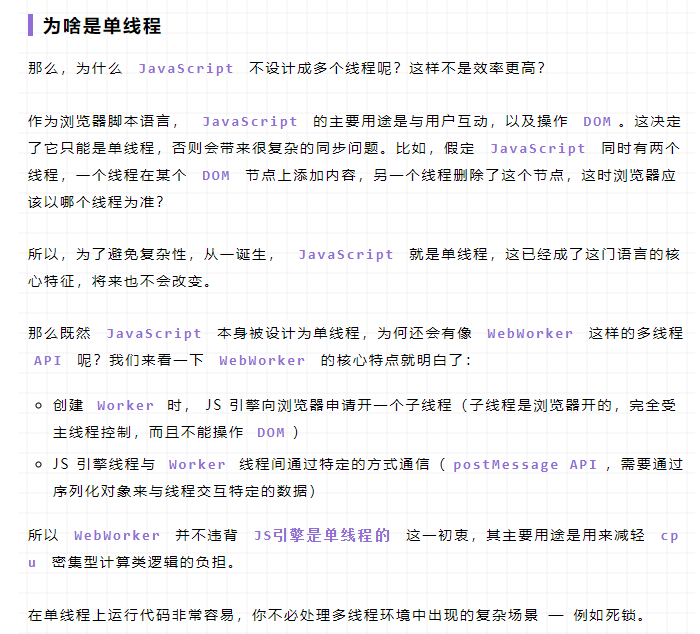 为啥是单线程
那么，为什么 JavaScript 不设计成多个线程呢？这样不是效率更高？
作为浏览器脚本语言， JavaScript 的主要用途是与用户互动，以及操作 DOM 。这决定
了它只能是单线程，否则会带来很复杂的同步问题。比如，假定 JavaScript 同时有两个
线程，一个线程在某个 DOM 节点上添加内容，另一个线程删除了这个节点，这时浏览器应
该以哪个线程为准？
所以，为了避免复杂性，从一诞生， JavaScript 就是单线程，这已经成了这门语言的核
心特征，将来也不会改变。
那么既然 JavaScript 本身被设计为单线程，为何还会有像 WebWorker 这样的多线程
API 呢？我们来看一下 WebWorker 的核心特点就明白了：
创建 Worker 时， JS 引擎向浏览器申请开一个子线程（子线程是浏览器开的，完全受
主线程控制，而且不能操作 DOM ）
JS 引擎线程与 Worker 线程间通过特定的方式通信（ postMessage API ，需要通过
序列化对象来与线程交互特定的数据）
所以 WebWorker 并不违背 JS引擎是单线程的 这一初衷，其主要用途是用来减轻 cp
u 密集型计算类逻辑的负担。
在单线程上运行代码非常容易，你不必处理多线程环境中出现的复杂场景 — 例如死锁。